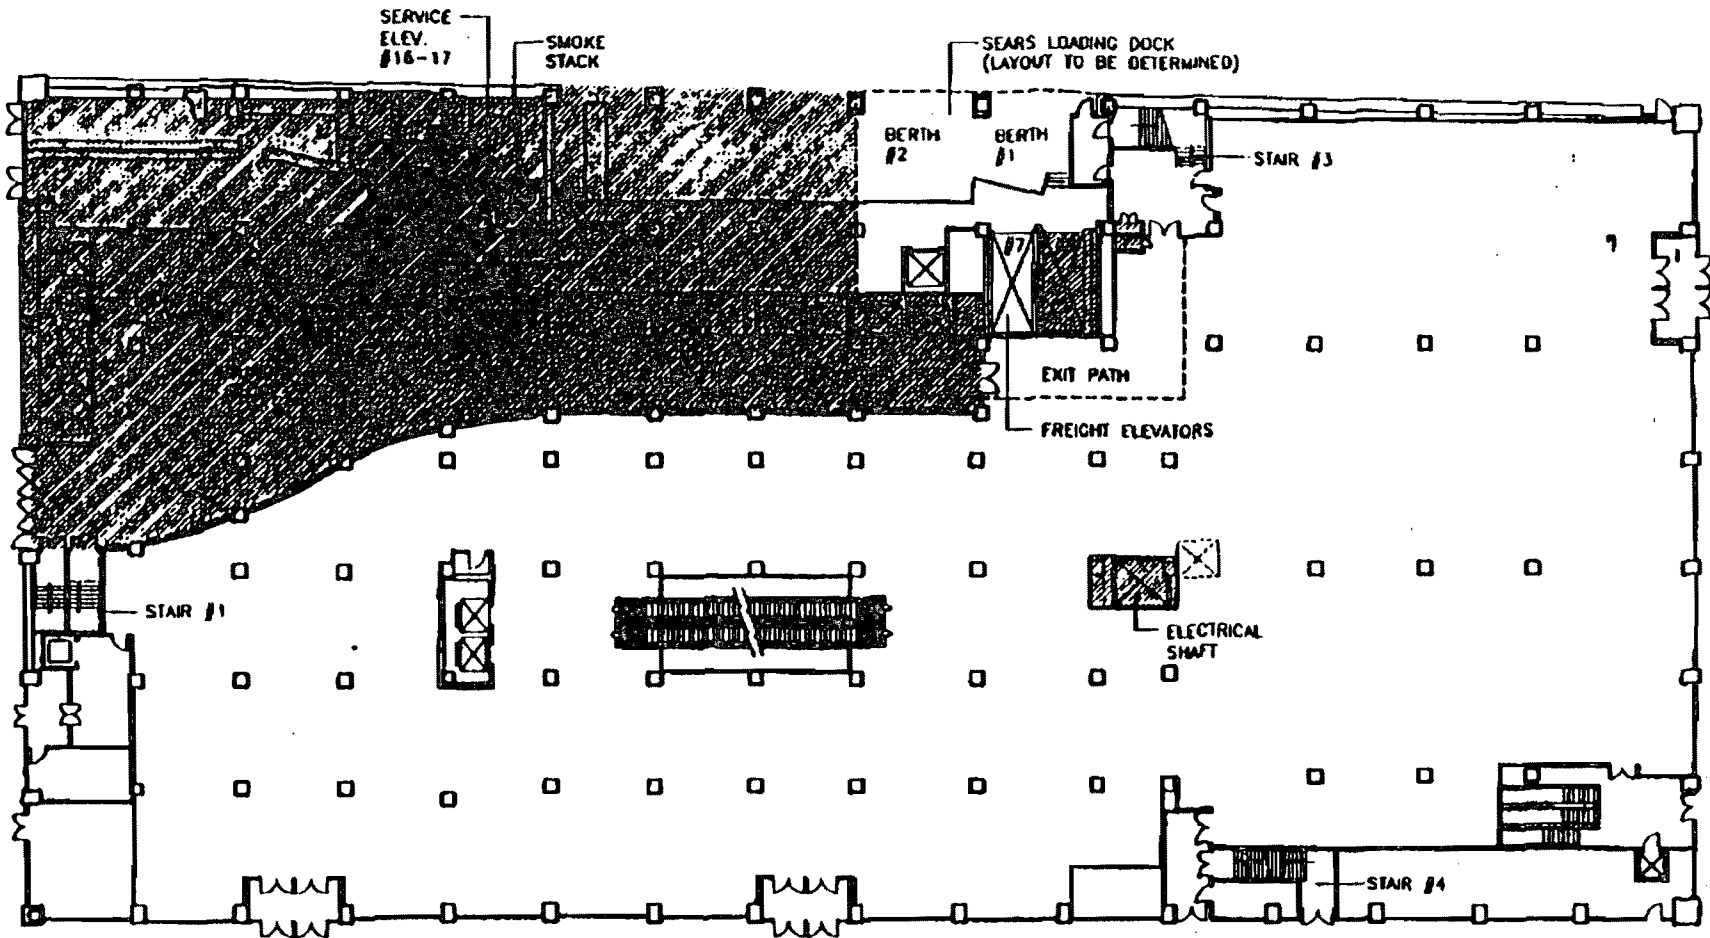 SERVICE
ELEV.
#16-17
SMOKE
STACK
SEARS LOADING DOCK
(LAYOUT TO BE DETERMINED)
BERTH
#2
BERTH
#1
STAIR #3
#7
EXIT PATH
FREIGHT ELEVATORS
STAIR #1
ELECTRICAL
SHAFT
STAIR #4